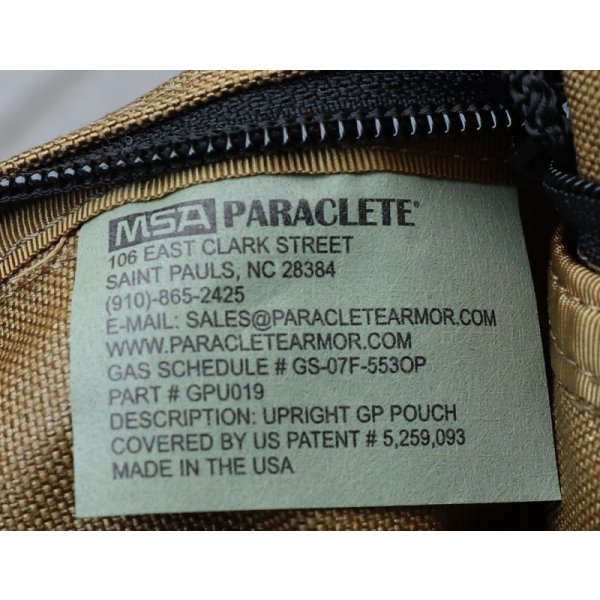 MSA PARACLETE®
106 EAST CLARK STREET
SAINT PAULS, NC 28384
(910)-865-2425
E-MAIL: SALES@PARACLETEARMOR.COM
WWW.PARACLETEARMOR.COM
GAS SCHEDULE # GS-07F-553OP
PART # GPU019
DESCRIPTION: UPRIGHT GP POUCH
COVERED BY US PATENT # 5,259,093
MADE IN THE USA